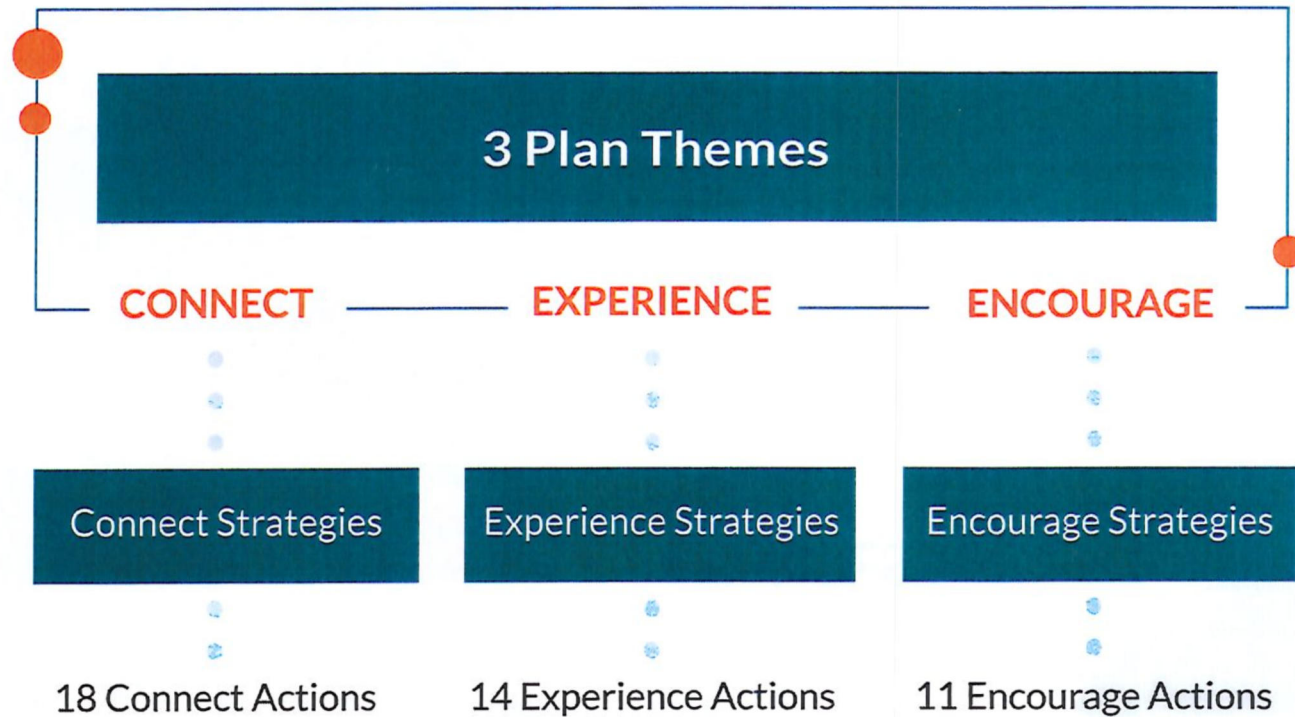 3 Plan Themes
CONNECT EXPERIENCE ENCOURAGE
Connect Strategies Experience Strategies Encourage Strategies
18 Connect Actions 14 Experience Actions 11 Encourage Actions